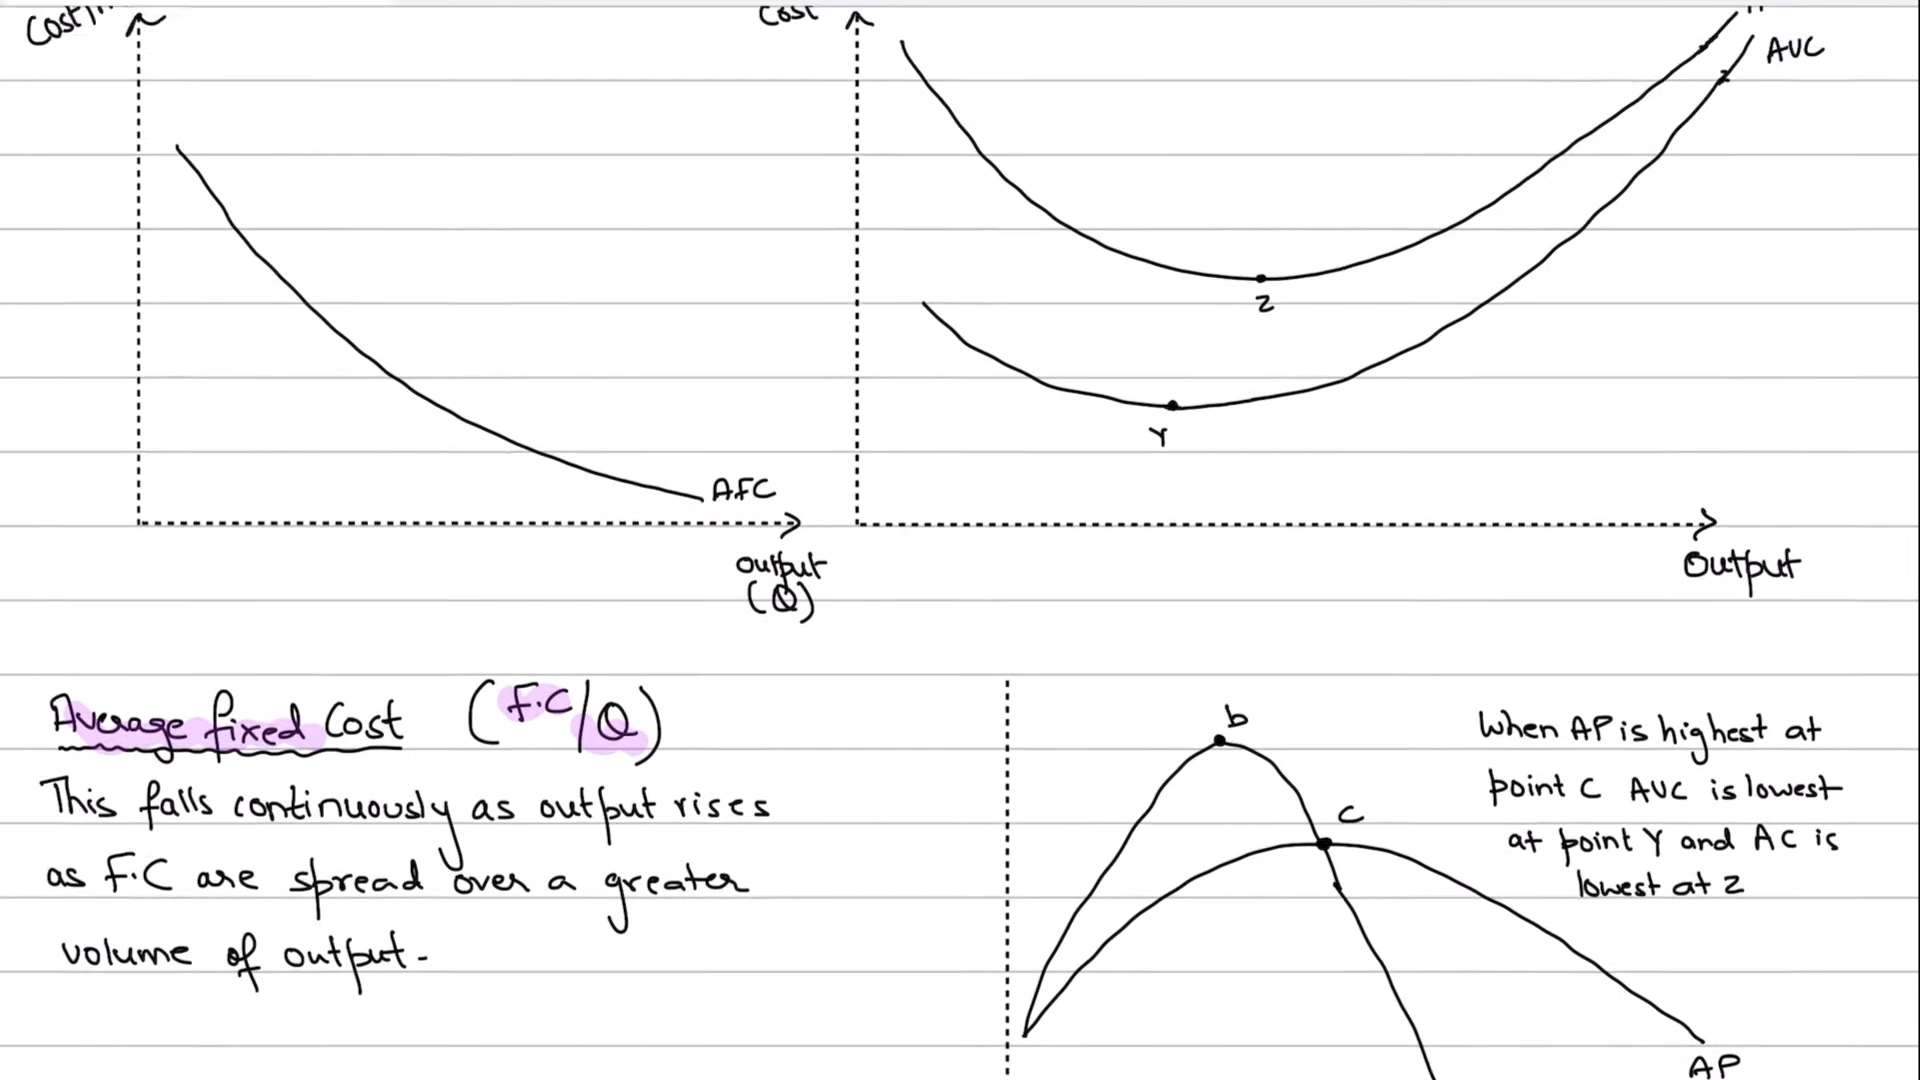 Cost
AVC
Z
Y
AFC
output
(Q)
Output
Average fixed Cost (F.C/Q)
This falls continuously as output rises
as F.C are spread over a greater
volume of output-
b
C
When AP is highest at
point C AVC is lowest
at point Y and AC is
lowest at Z
AP